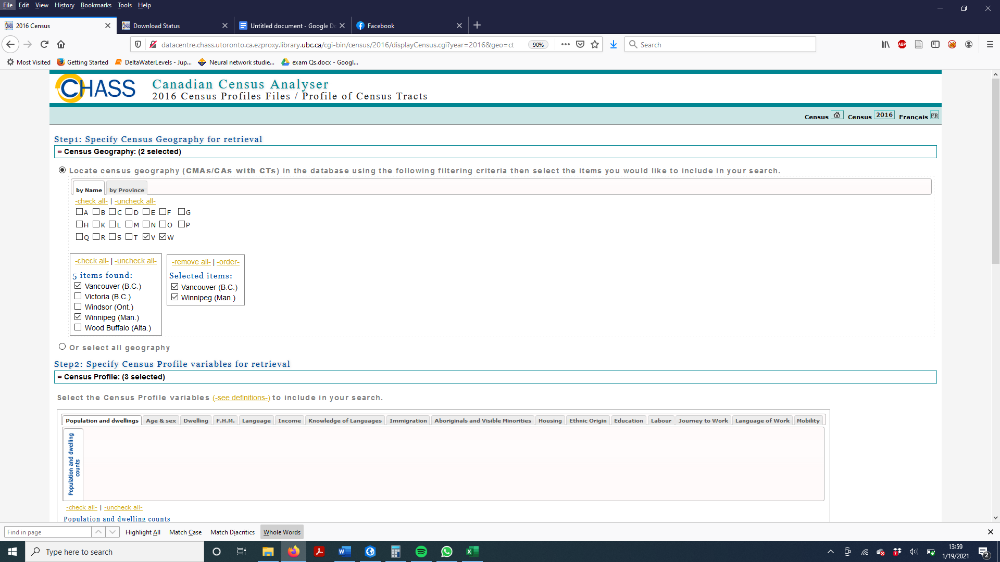 File Edit View History Bookmarks Tools Help
2016 Census
Download Status
Untitled document - Google Do
Facebook
datacentre.chass.utoronto.ca.ezproxy.library.ubc.ca/cgi-bin/census/2016/displayCensus.cgi?year=2016&geo=ct
90%
Search
ABP
Most Visited
Getting Started
DeltaWaterLevels - Jup...
Neural network studie...
exam Qs.docx - Googl...
CHASS
Canadian Census Analyser
2016 Census Profiles Files / Profile of Census Tracts
Census Census 2016 Français FR
Step1: Specify Census Geography for retrieval
Census Geography: (2 selected)
Locate census geography (CMAs/CAs with CTs) in the database using the following filtering criteria then select the items you would like to include in your search.
by Name by Province
-check all- | -uncheck all-
A B C D E F G
H K L M N O P
Q R S T V W
-check all- | -uncheck all-
5 items found:
Vancouver (B.C.)
Victoria (B.C.)
Windsor (Ont.)
Winnipeg (Man.)
Wood Buffalo (Alta.)
-remove all- | -order-
Selected items:
Vancouver (B.C.)
Winnipeg (Man.)
Or select all geography
Step2: Specify Census Profile variables for retrieval
Census Profile: (3 selected)
Select the Census Profile variables (-see definitions-) to include in your search.
Population and dwellings Age & sex Dwelling F.H.M. Language Income Knowledge of Languages Immigration Aboriginals and Visible Minorities Housing Ethnic Origin Education Labour Journey to Work Language of Work Mobility
Population and dwelling
counts
-check all- | -uncheck all-
Population and dwelling counts
Find in page
Highlight All Match Case Match Diacritics Whole Words
Type here to search
7
13:59
1/19/2021
2